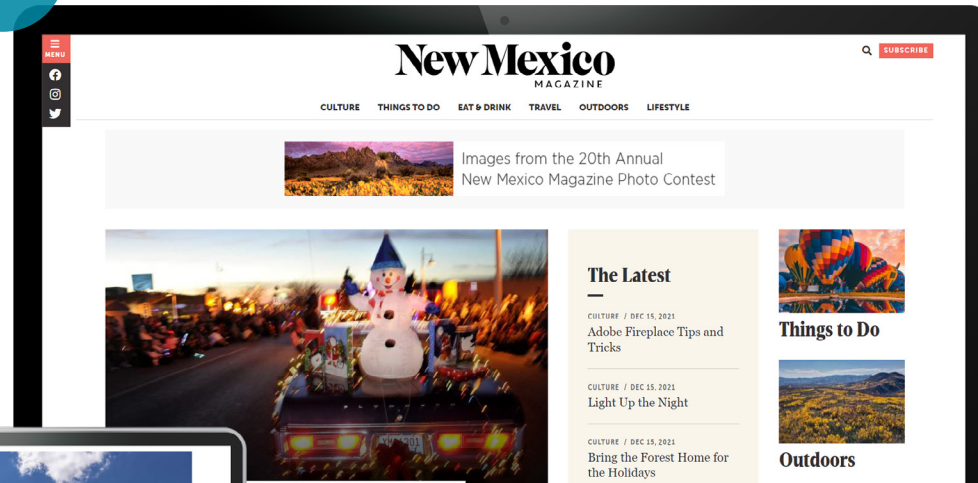 MENU
New Mexico
MAGAZINE
SUBSCRIBE
CULTURE THINGS TO DO EAT & DRINK TRAVEL OUTDOORS LIFESTYLE
Images from the 20th Annual
New Mexico Magazine Photo Contest
The Latest
CULTURE / DEC 15, 2021
Adobe Fireplace Tips and
Tricks
CULTURE / DEC 15, 2021
Light Up the Night
CULTURE / DEC 15, 2021
Bring the Forest Home for
the Holidays
Things to Do
Outdoors